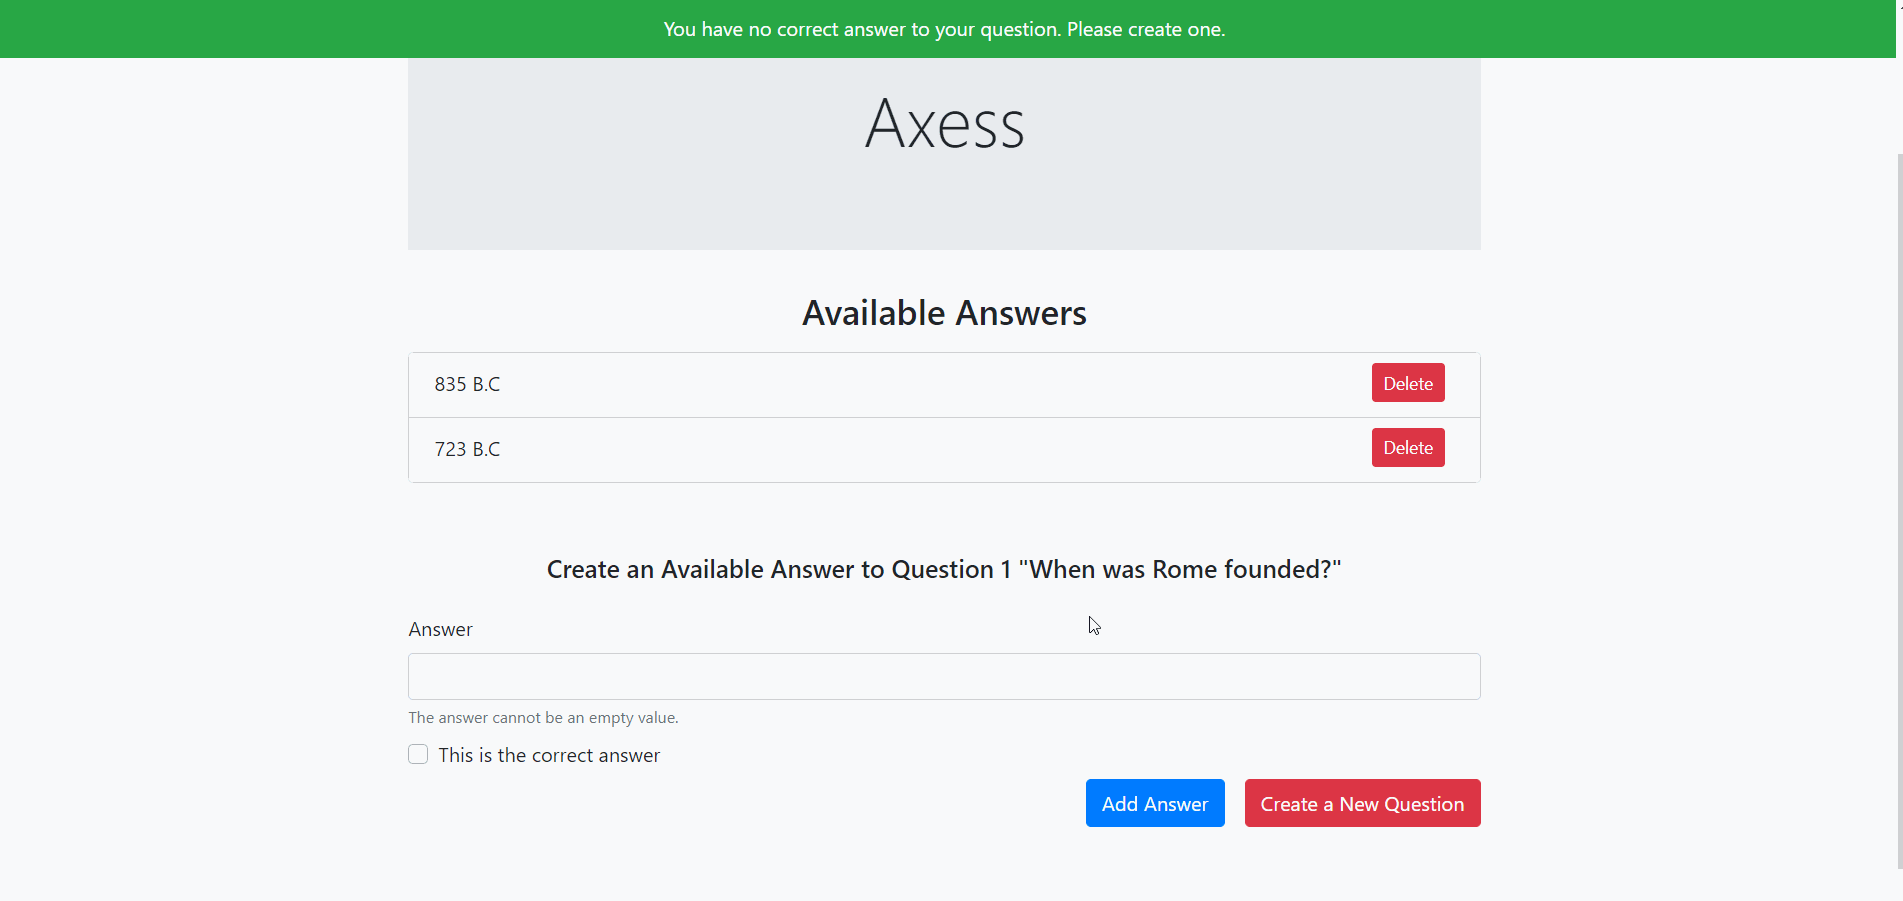 You have no correct answer to your question. Please create one.
Axess
Available Answers
835 B.C
Delete
723 B.C
Delete
Create an Available Answer to Question 1 "When was Rome founded?"
Answer
The answer cannot be an empty value.
This is the correct answer
Add Answer
Create a New Question